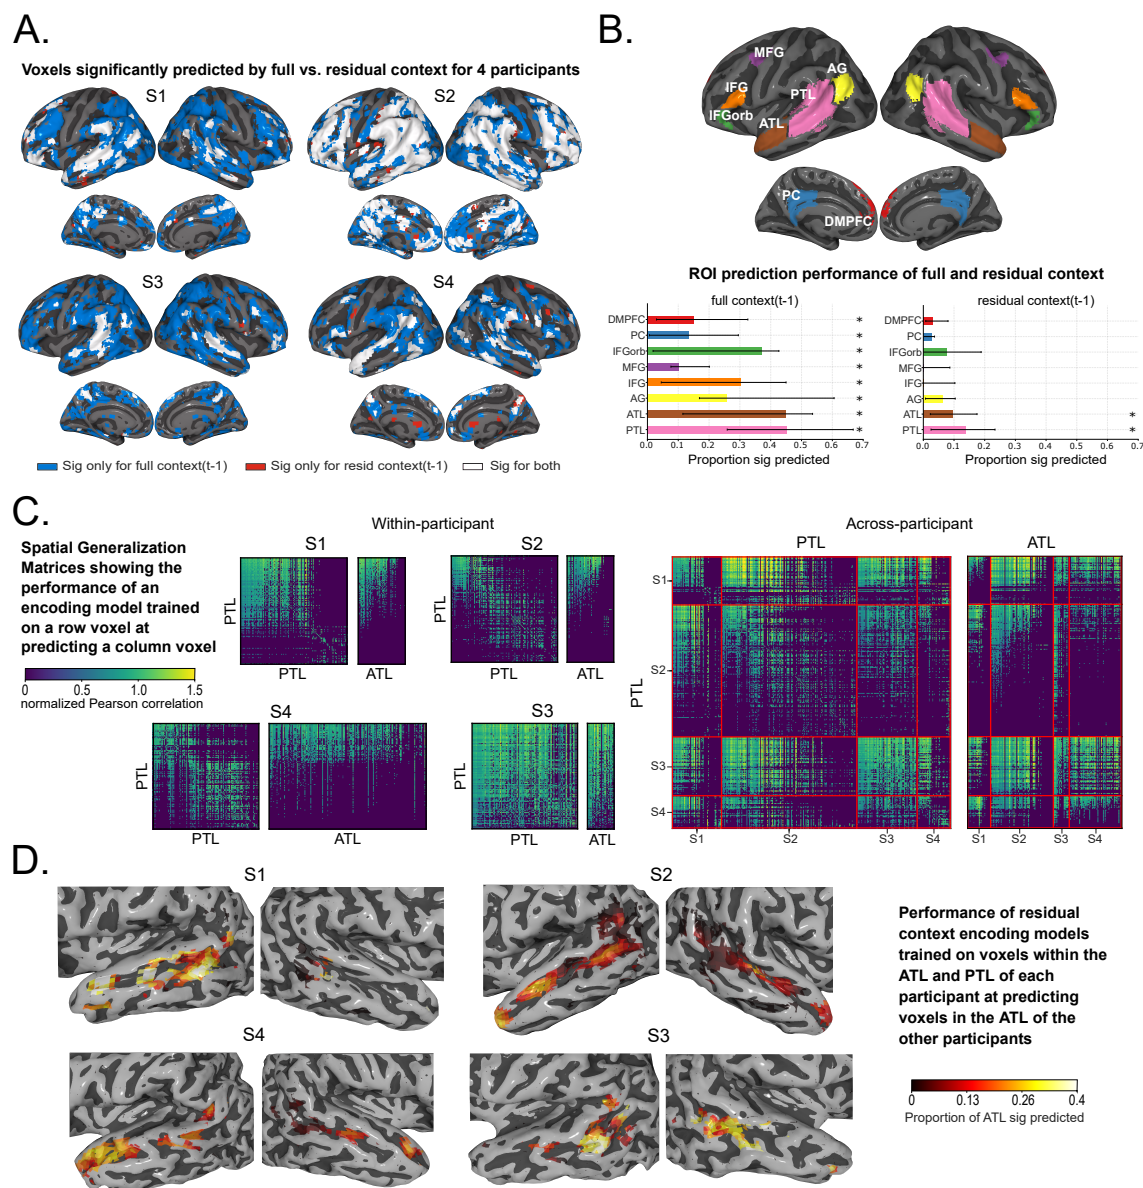 A.
Voxels significantly predicted by full vs. residual context for 4 participants
S1
S2
S3
S4
Sig only for full context(t-1)
Sig only for resid context(t-1)
Sig for both
B.
MFG
AG
IFG
PTL
IFGorb
ATL
PC
DMPFC
ROI prediction performance of full and residual context
full context(t-1)
DMPFC *
PC *
IFGorb *
MFG *
IFG *
AG *
ATL *
PTL *
0.0 0.1 0.2 0.3 0.4 0.5 0.6 0.7
Proportion sig predicted
residual context(t-1)
DMPFC
PC
IFGorb
MFG
IFG
AG
ATL *
PTL *
0.0 0.1 0.2 0.3 0.4 0.5 0.6 0.7
Proportion sig predicted
C.
Spatial Generalization
Matrices showing the
performance of an
encoding model trained
on a row voxel at
predicting a column voxel
0 0.5 1.0 1.5
normalized Pearson correlation
Within-participant
S1
PTL
PTL
ATL
S2
PTL
PTL
ATL
S4
PTL
PTL
ATL
S3
PTL
PTL
ATL
Across-participant
PTL
ATL
PTL
S1
S2
S3
S4
S1 S2 S3 S4
S1 S2 S3 S4
D.
S1
S2
S4
S3
Performance of residual
context encoding models
trained on voxels within the
ATL and PTL of each
participant at predicting
voxels in the ATL of the
other participants
0 0.13 0.26 0.4
Proportion of ATL sig predicted